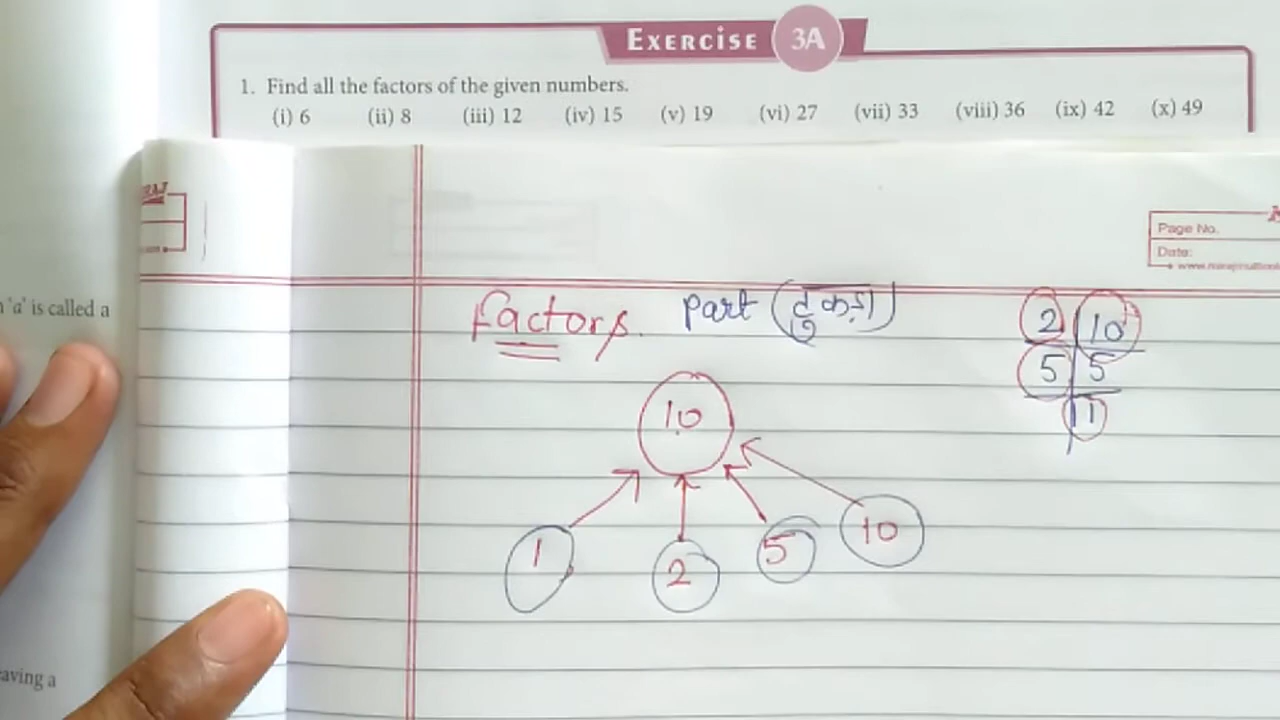 EXERCISE 3A
1. Find all the factors of the given numbers.
(i) 6 (ii) 8 (iii) 12 (iv) 15 (v) 19 (vi) 27 (vii) 33 (viii) 36 (ix) 42 (x) 49
Page No.
Date:
'a' is called a
Factors. Part
2 10
5 5
1
10
1 2 5 10
eaving a